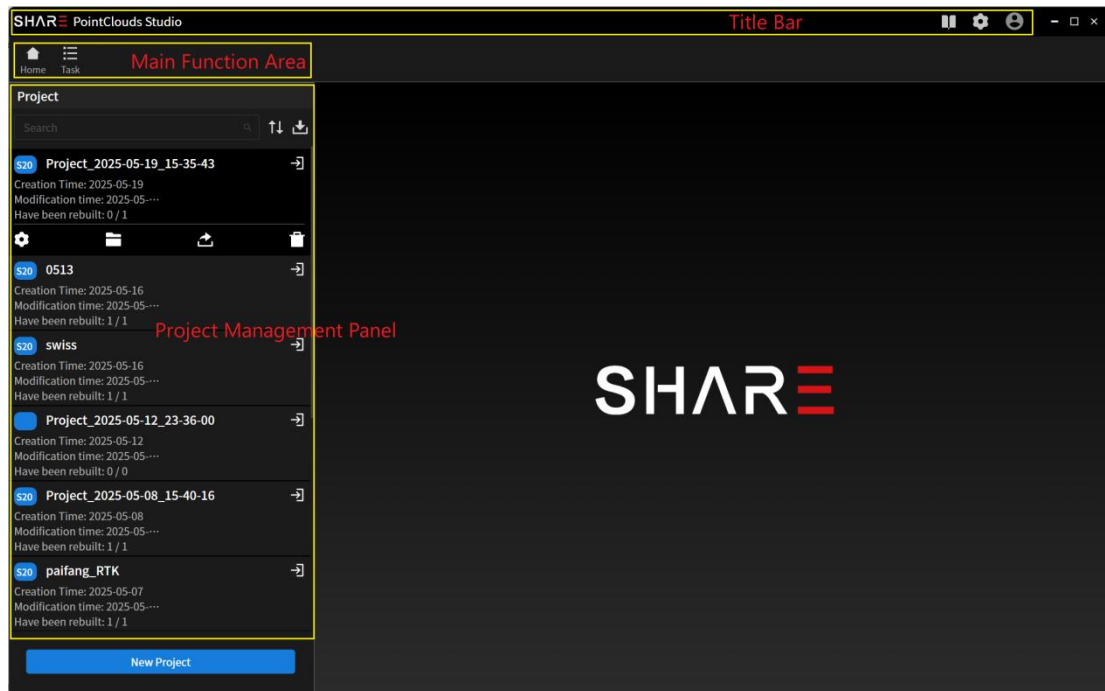 SHARE PointClouds Studio
Title Bar
Home
Task
Main Function Area
Project
Search
S20 Project_2025-05-19_15-35-43
Creation Time: 2025-05-19
Modification time: 2025-05-···
Have been rebuilt: 0 / 1
S20 0513
Creation Time: 2025-05-16
Modification time: 2025-05-···
Have been rebuilt: 1 / 1
Project Management Panel
S20 swiss
Creation Time: 2025-05-16
Modification time: 2025-05-···
Have been rebuilt: 1 / 1
Project_2025-05-12_23-36-00
Creation Time: 2025-05-12
Modification time: 2025-05-···
Have been rebuilt: 0 / 0
S20 Project_2025-05-08_15-40-16
Creation Time: 2025-05-08
Modification time: 2025-05-···
Have been rebuilt: 1 / 1
S20 paifang_RTK
Creation Time: 2025-05-07
Modification time: 2025-05-···
Have been rebuilt: 1 / 1
New Project
SHARE